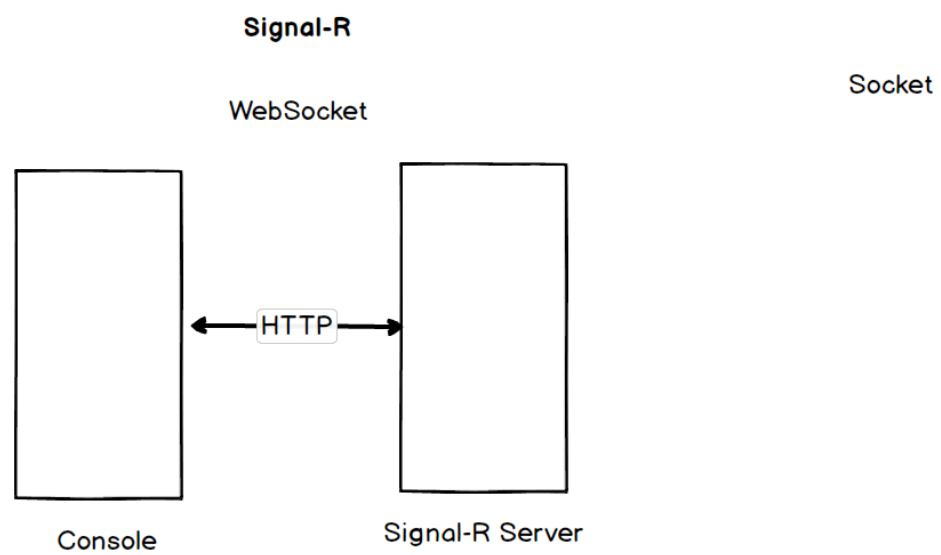 Signal-R
Socket
WebSocket
HTTP
Console
Signal-R Server